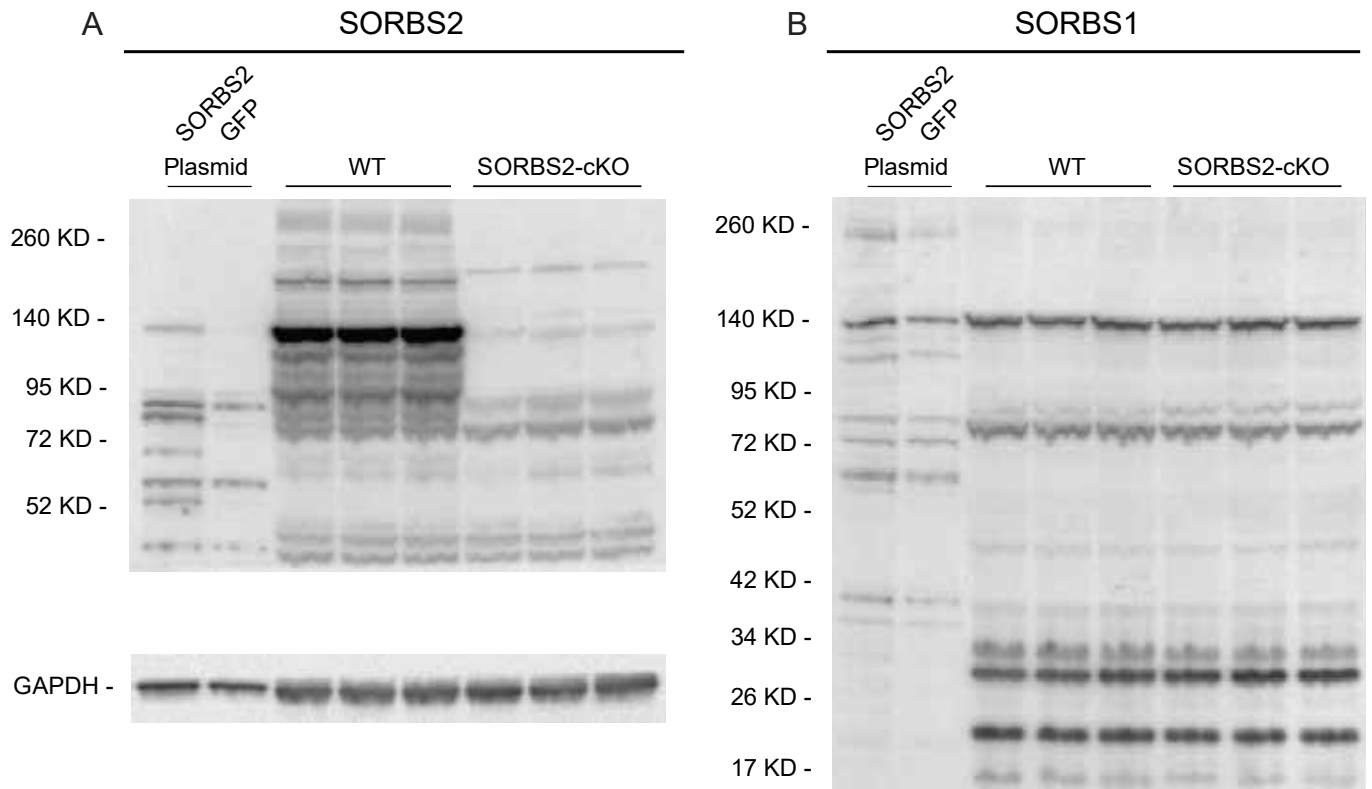 A SORBS2
SORBS2
GFP
Plasmid WT SORBS2-cKO
260 KD -
140 KD -
95 KD -
72 KD -
52 KD -
GAPDH -
B SORBS1
SORBS2
GFP
Plasmid WT SORBS2-cKO
260 KD -
140 KD -
95 KD -
72 KD -
52 KD -
42 KD -
34 KD -
26 KD -
17 KD -